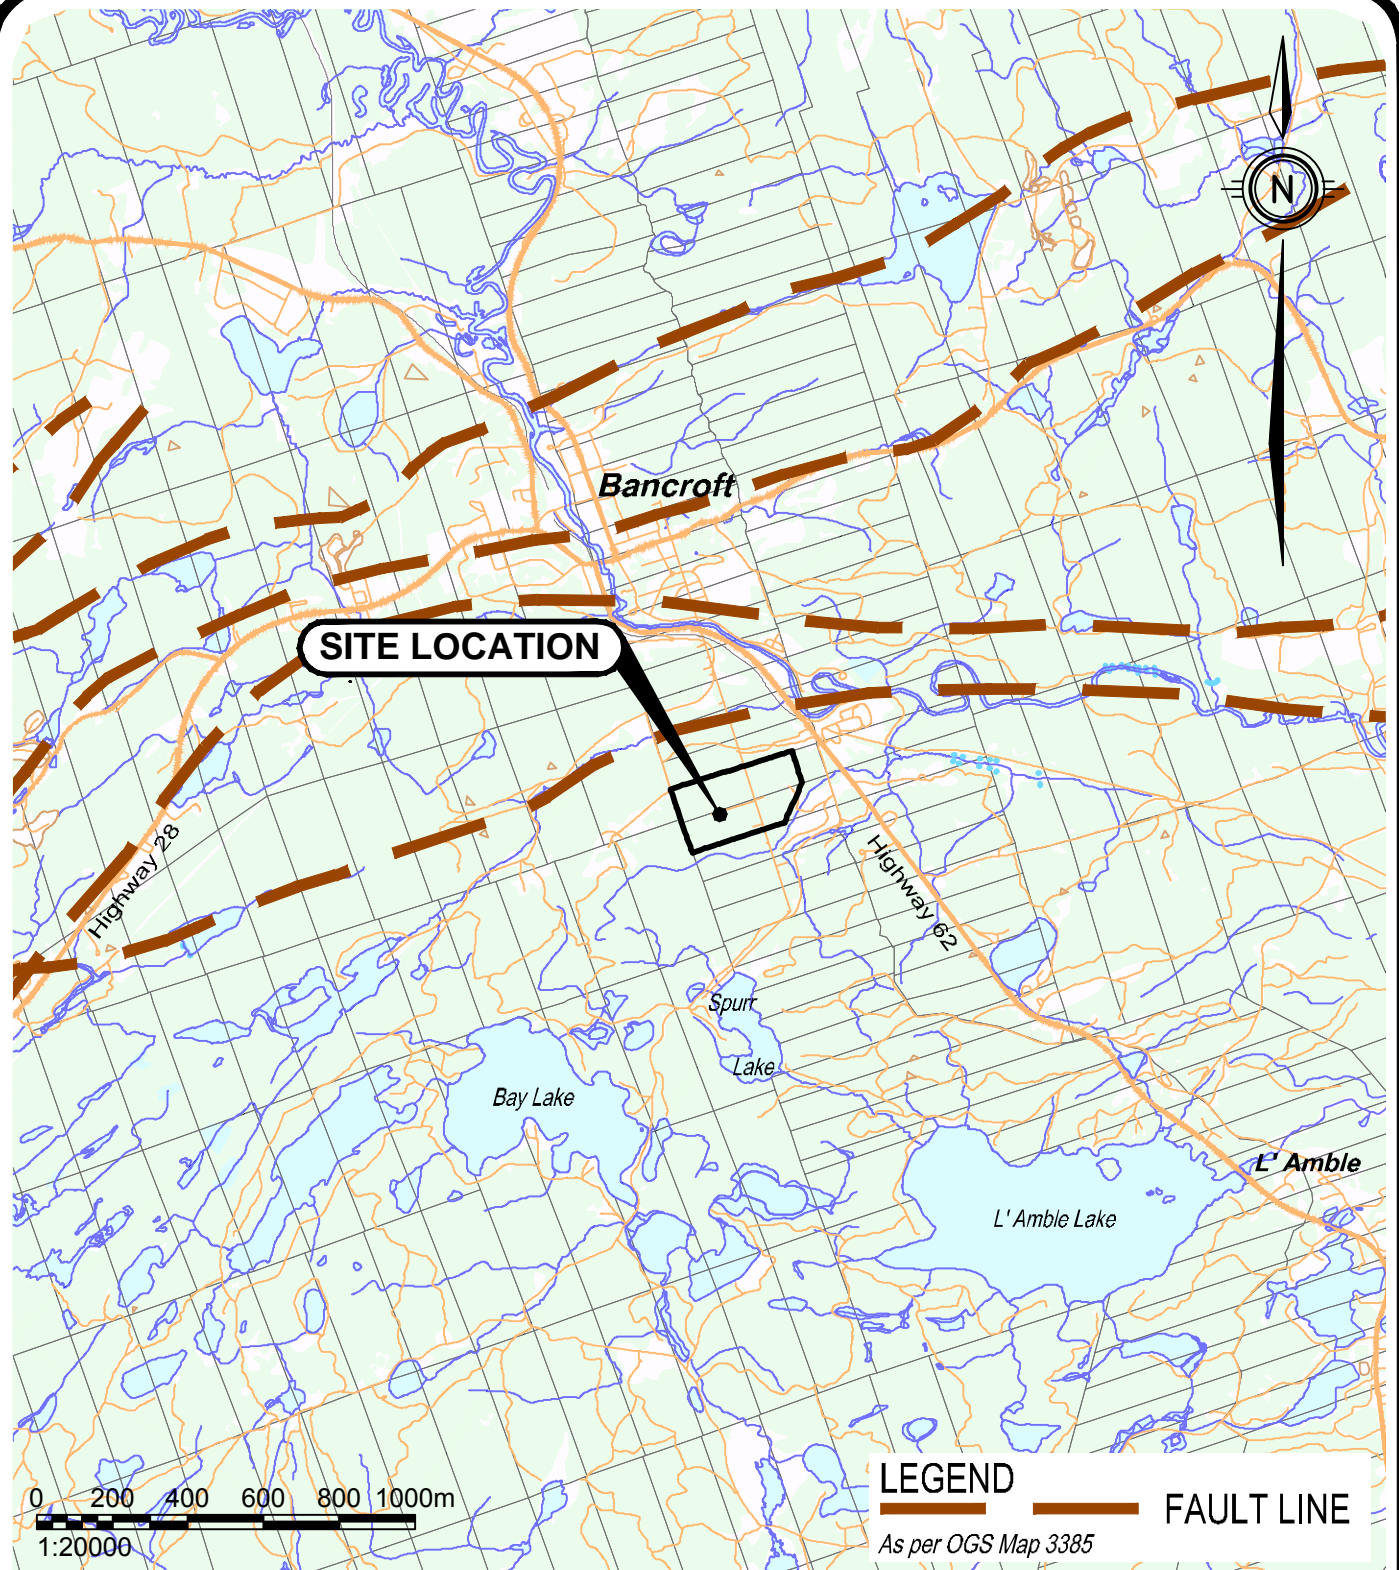 N
Bancroft
SITE LOCATION
Highway 28
Highway 62
Spurr
Lake
Bay Lake
L' Amble
L' Amble Lake
LEGEND
FAULT LINE
As per OGS Map 3385
0 200 400 600 800 1000m
1:20000